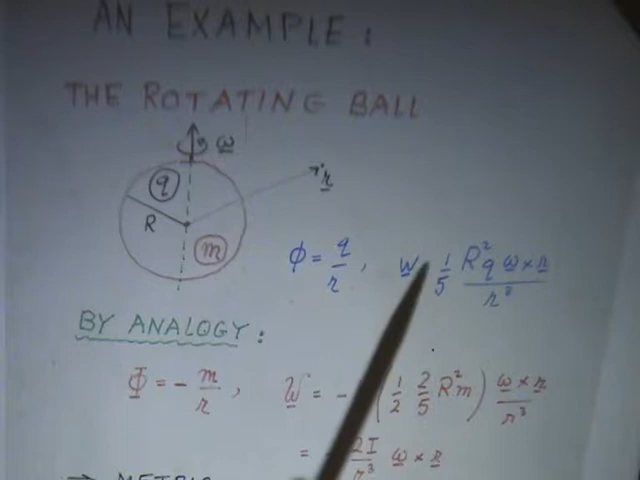 AN EXAMPLE:
THE ROTATING BALL
ω
q
r
R
m
ϕ = q/r, w 1/5 R²q ω×r/r³
BY ANALOGY:
Φ = - m/r, W = - (1/2 2/5 R²m) ω×r/r³
= 2I/r³ ω × r
→ METRIC